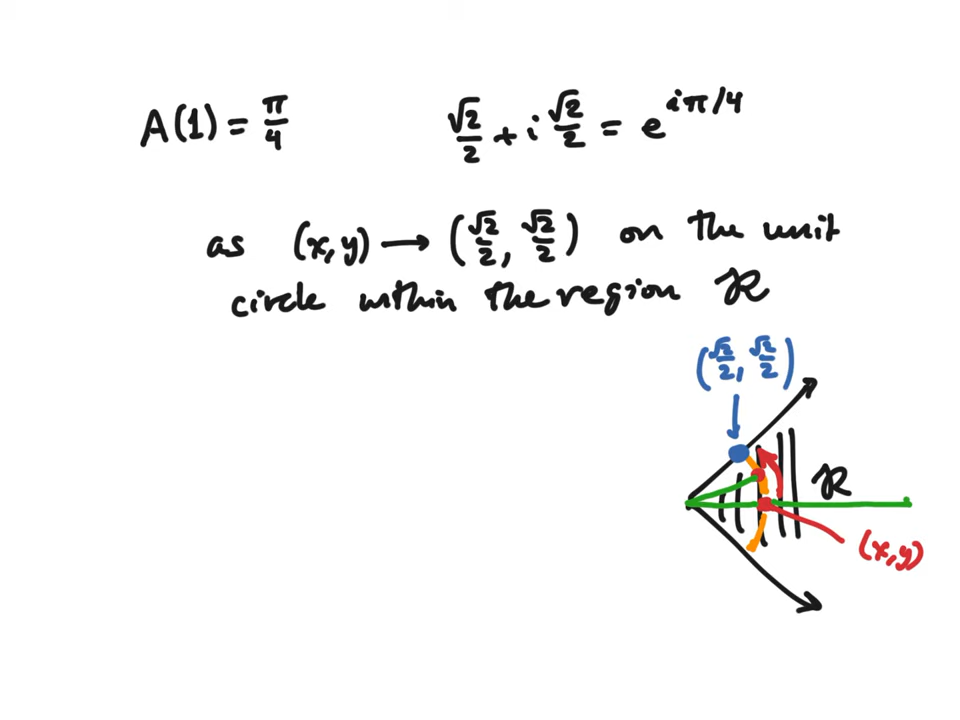 A(1) = π/4    √2/2 + i √2/2 = e^{iπ/4}
as (x,y) → (√2/2, √2/2) on the unit
circle within the region R
(√2/2, √2/2)
R
(x,y)